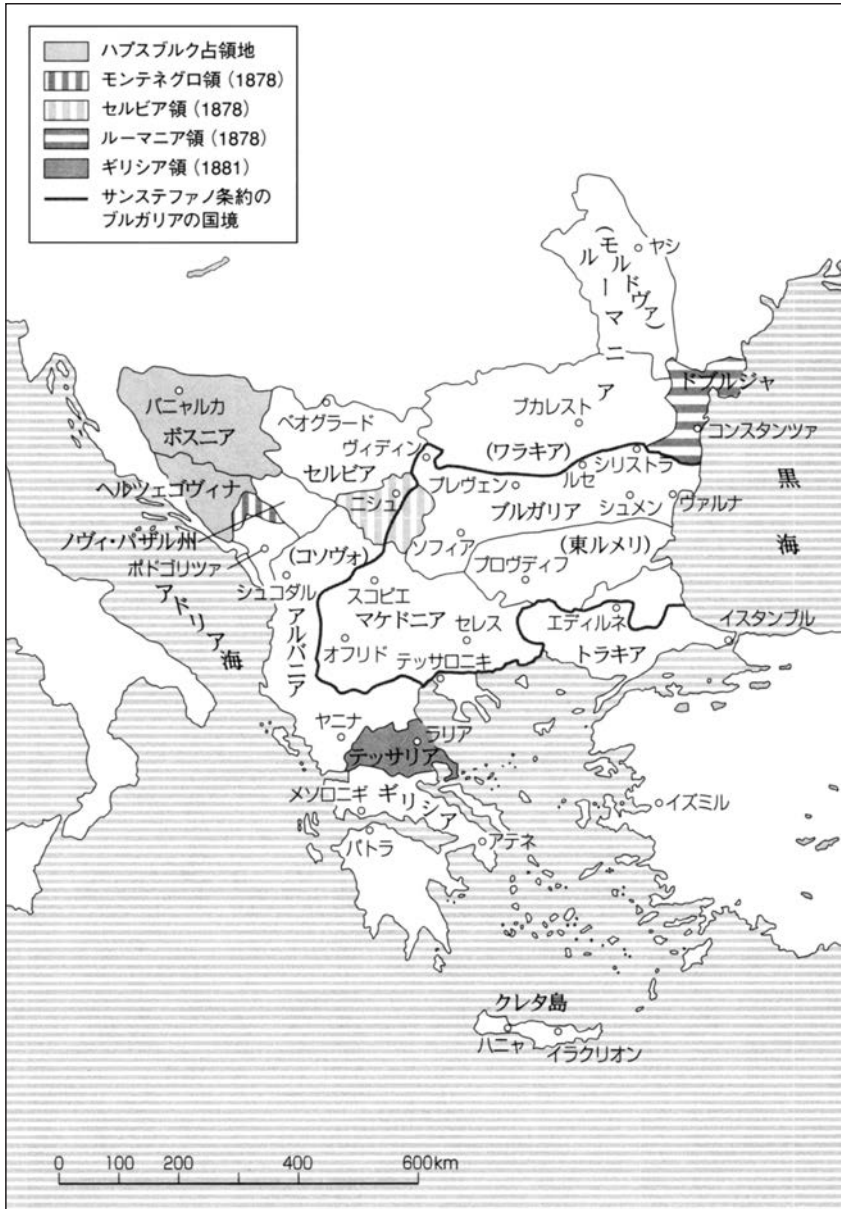 ハプスブルク占領地
モンテネグロ領(1878)
セルビア領(1878)
ルーマニア領(1878)
ギリシア領(1881)
サンステファノ条約の
ブルガリアの国境
ヤシ
(モルドヴァ)
ルーマニア
ドブルジャ
バニャルカ
ボスニア
ベオグラード
ブカレスト
コンスタンツァ
ヴィディン
(ワラキア)
セルビア
シリストラ
ルセ
ヘルツェゴヴィナ
プレヴェン
ニシュ
ブルガリア
シュメン
ヴァルナ
黒海
ノヴィ・パザル州
ソフィア
(東ルメリ)
(コソヴォ)
ポドゴリツァ
プロヴディフ
シュコダル
スコピエ
アドリア海
アルバニア
マケドニア
セレス
エディルネ
イスタンブル
オフリド
テッサロニキ
トラキア
ヤニナ
ラリア
テッサリア
メソロニギ
ギリシア
イズミル
パトラ
アテネ
クレタ島
ハニャ
イラクリオン
0 100 200 400 600km